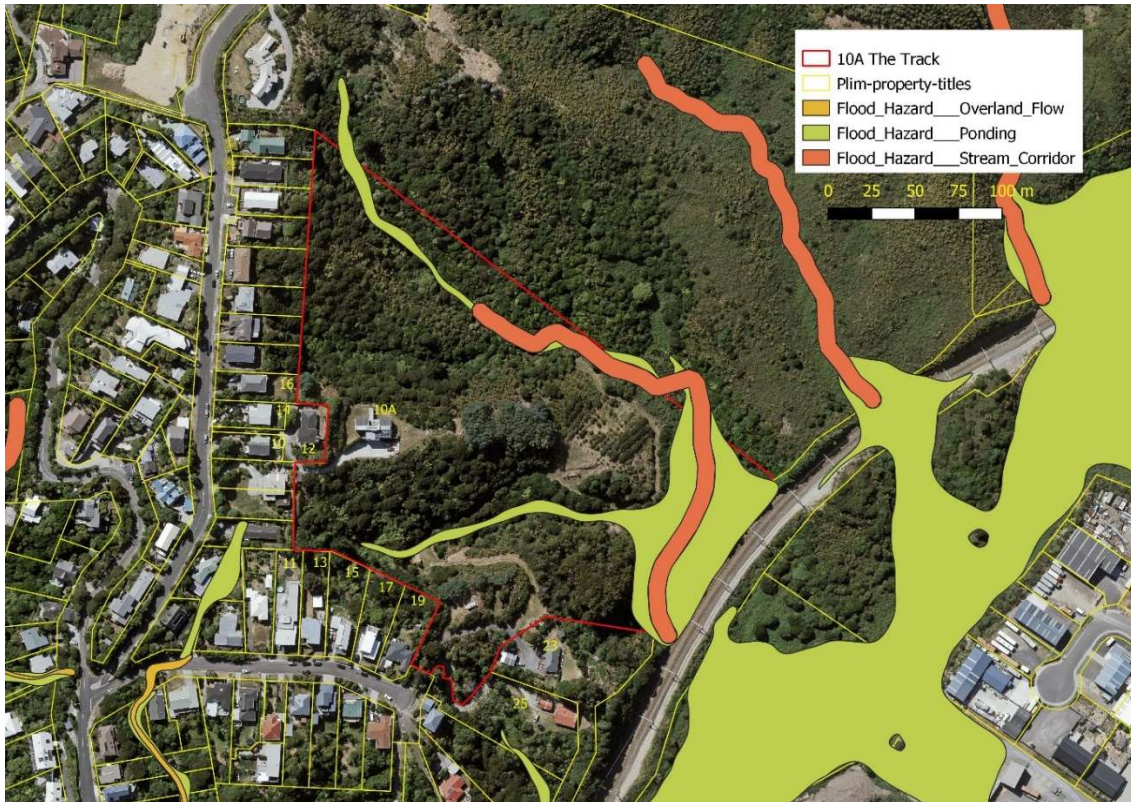 10A The Track
Plim-property-titles
Flood_Hazard___Overland_Flow
Flood_Hazard___Ponding
Flood_Hazard___Stream_Corridor
0 25 50 75 100 m
16
14
10A
12
11
13
15
17
19
23
25